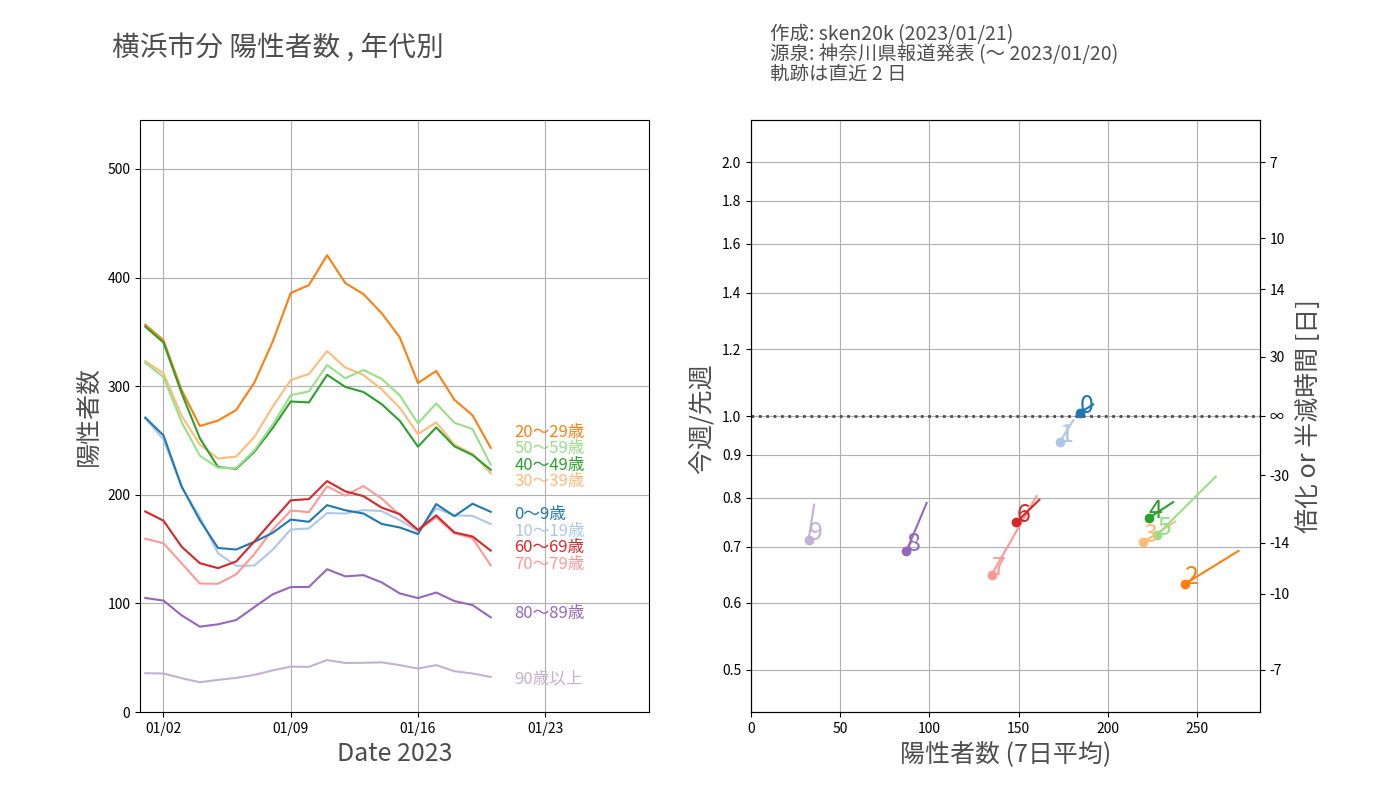 横浜市分 陽性者数 , 年代別
作成: sken20k (2023/01/21)
源泉: 神奈川県報道発表 (～ 2023/01/20)
軌跡は直近 2 日
陽性者数
500
400
300
200
100
0
01/02
01/09
01/16
01/23
Date 2023
20～29歳
50～59歳
40～49歳
30～39歳
0～9歳
10～19歳
60～69歳
70～79歳
80～89歳
90歳以上
今週/先週
2.0
1.8
1.6
1.4
1.2
1.0
0.9
0.8
0.7
0.6
0.5
0
50
100
150
200
250
陽性者数 (7日平均)
0
1
9
8
7
6
4
3
5
2
7
10
14
30
∞
-30
-14
-10
-7
倍化 or 半減時間 [日]